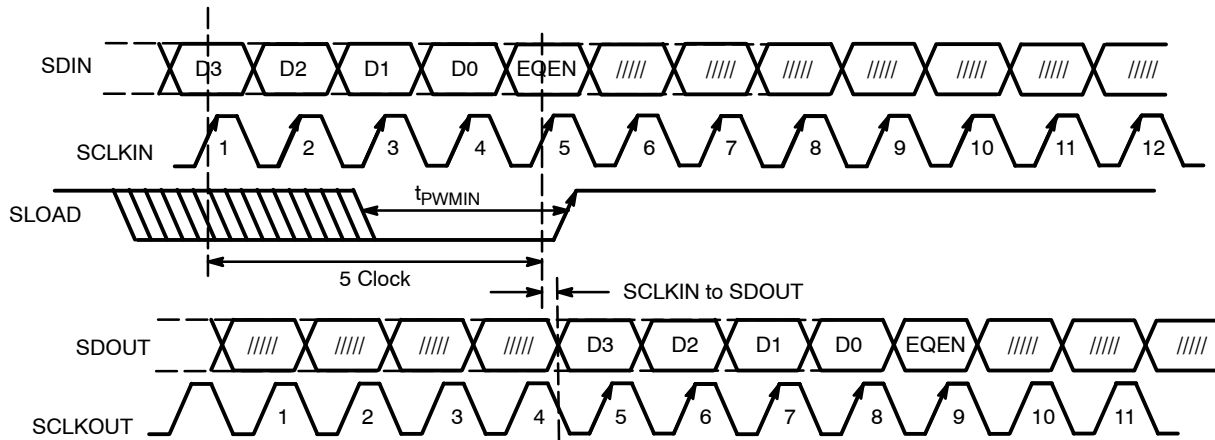 SDIN D3 D2 D1 D0 EQEN ///// ///// ///// ///// ///// ///// /////
SCLKIN 1 2 3 4 5 6 7 8 9 10 11 12
SLOAD tPWMIN
5 Clock
SCLKIN to SDOUT
SDOUT ///// ///// ///// ///// D3 D2 D1 D0 EQEN ///// ///// /////
SCLKOUT 1 2 3 4 5 6 7 8 9 10 11